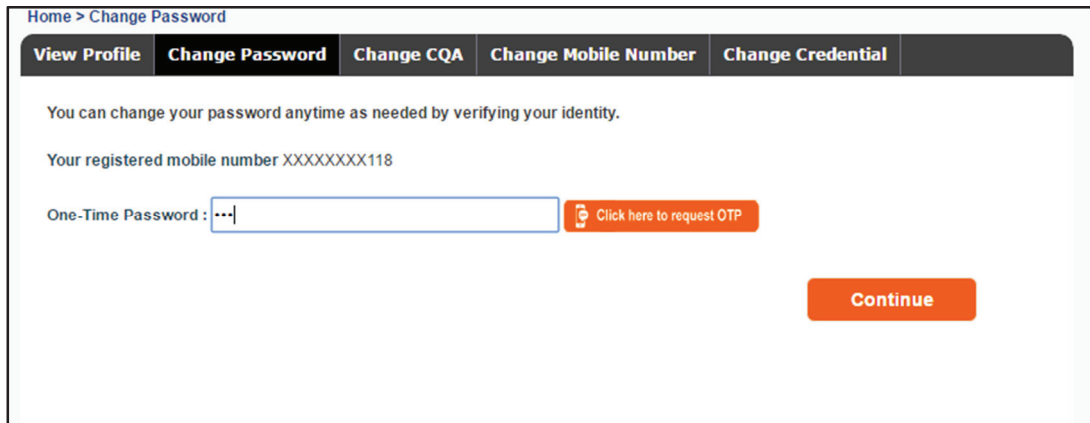 Home > Change Password
View Profile Change Password Change CQA Change Mobile Number Change Credential
You can change your password anytime as needed by verifying your identity.
Your registered mobile number XXXXXXXX118
One-Time Password : ••• Click here to request OTP
Continue